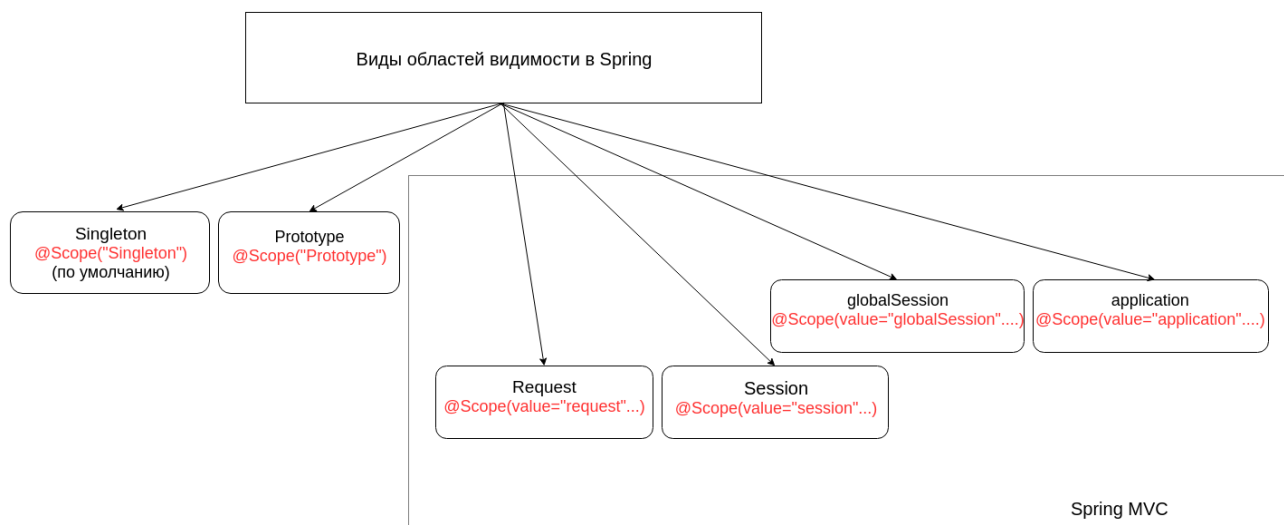 Виды областей видимости в Spring
Singleton
@Scope("Singleton")
(по умолчанию)
Prototype
@Scope("Prototype")
globalSession
@Scope(value="globalSession"....)
application
@Scope(value="application"....)
Request
@Scope(value="request"...)
Session
@Scope(value="session"...)
Spring MVC